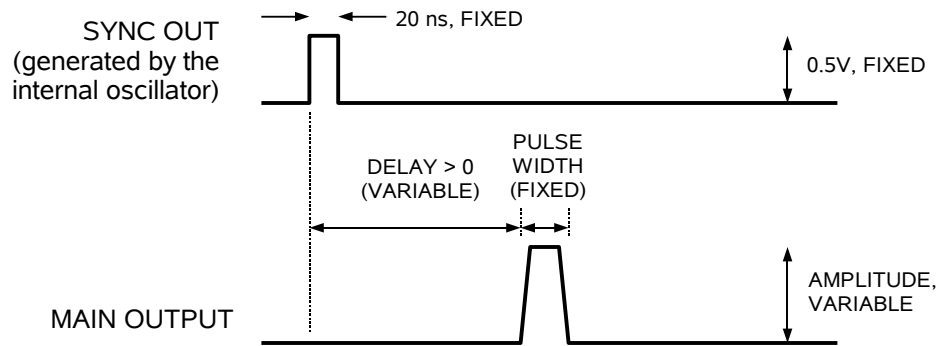 SYNC OUT
(generated by the
internal oscillator)
20 ns, FIXED
0.5V, FIXED
DELAY > 0
(VARIABLE)
PULSE
WIDTH
(FIXED)
MAIN OUTPUT
AMPLITUDE,
VARIABLE